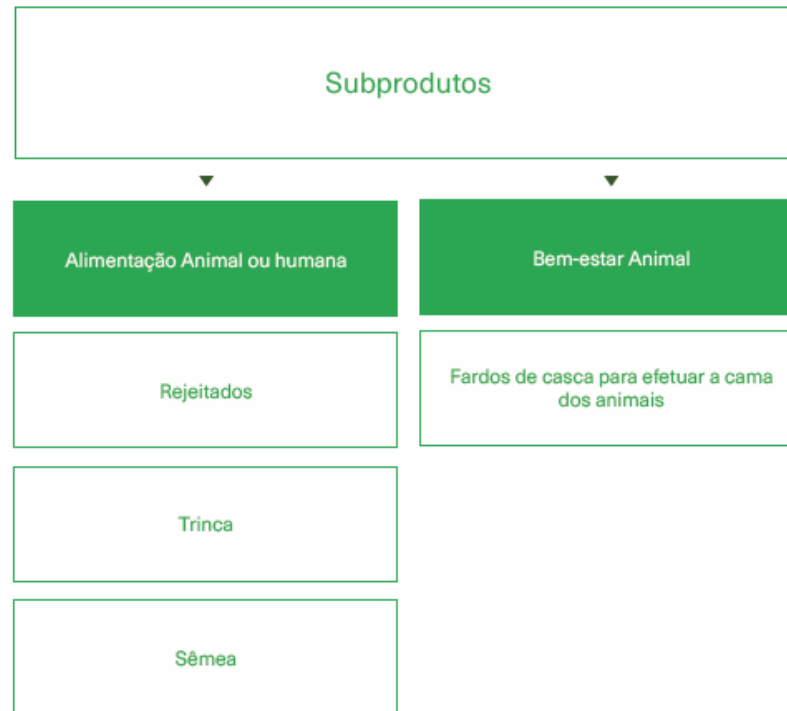 Subprodutos
Alimentação Animal ou humana
Bem-estar Animal
Rejeitados
Fardos de casca para efetuar a cama
dos animais
Trinca
Sêmea